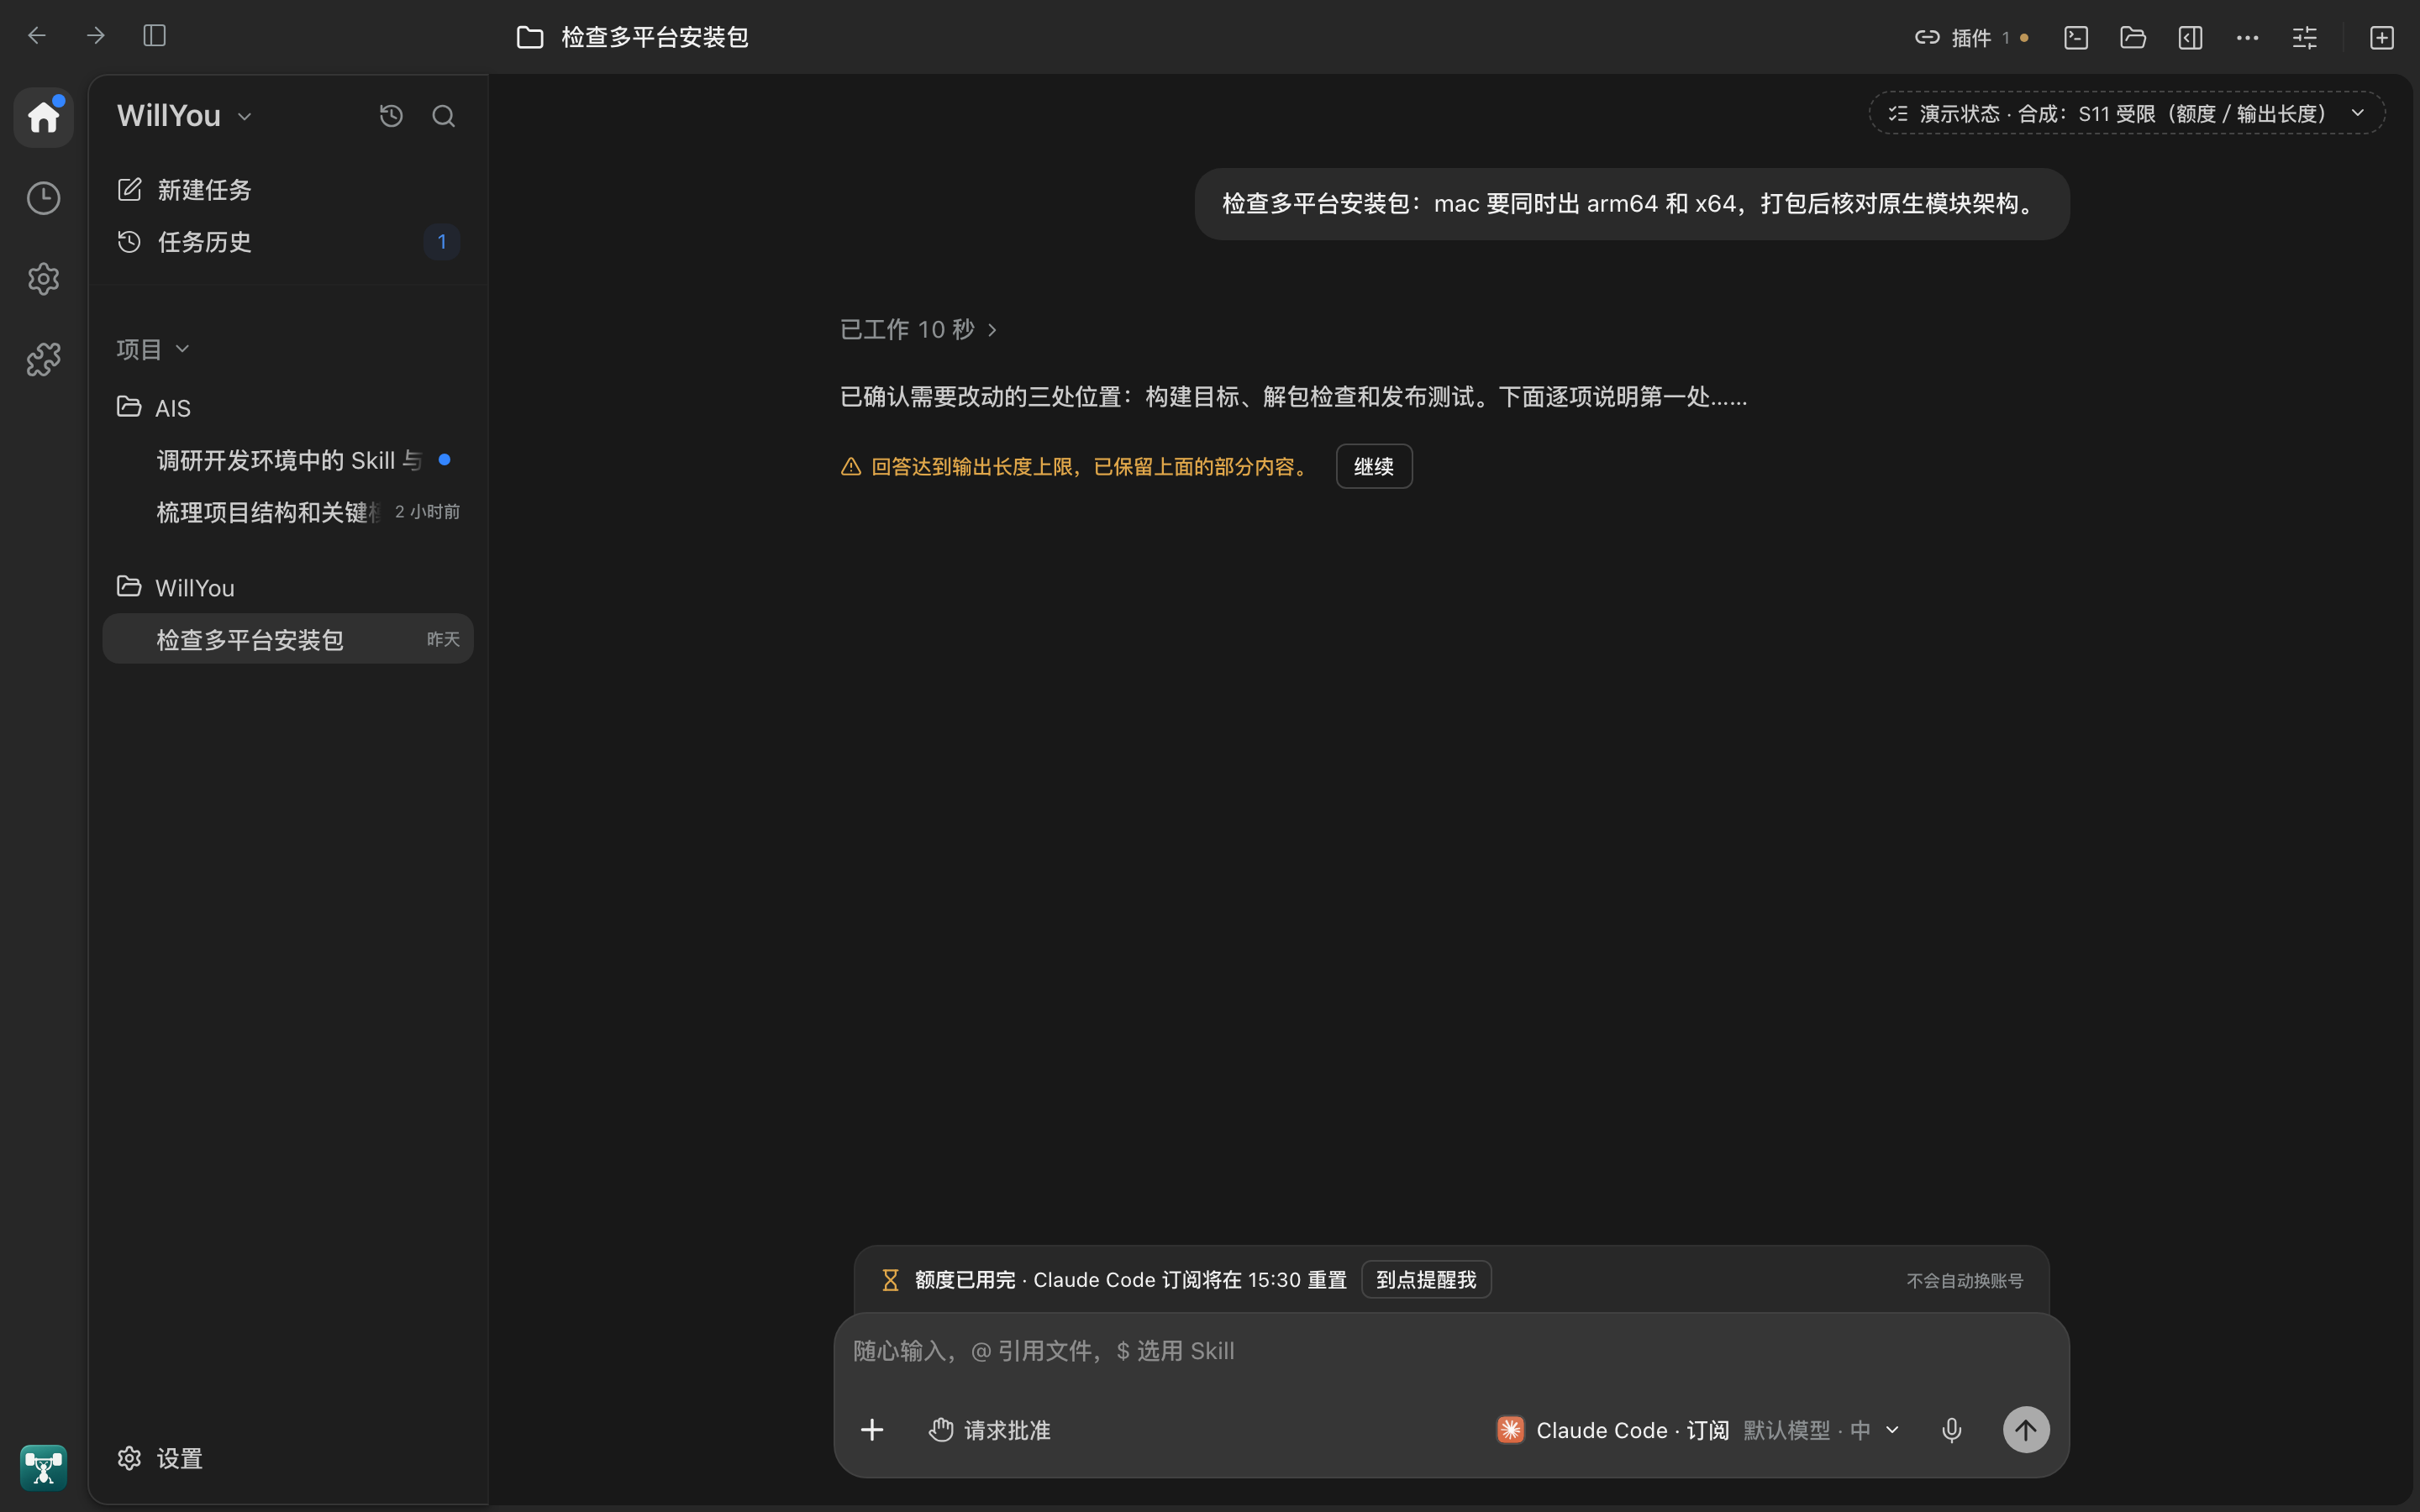 检查多平台安装包
插件 1
WillYou
演示状态 · 合成：S11 受限（额度 / 输出长度）
新建任务
任务历史 1
检查多平台安装包：mac 要同时出 arm64 和 x64，打包后核对原生模块架构。
项目
AIS
调研开发环境中的 Skill 与
梳理项目结构和关键 2 小时前
WillYou
检查多平台安装包 昨天
已工作 10 秒
已确认需要改动的三处位置：构建目标、解包检查和发布测试。下面逐项说明第一处……
回答达到输出长度上限，已保留上面的部分内容。 继续
额度已用完 · Claude Code 订阅将在 15:30 重置 到点提醒我 不会自动换账号
随心输入，@ 引用文件，$ 选用 Skill
请求批准 Claude Code · 订阅 默认模型 · 中
设置